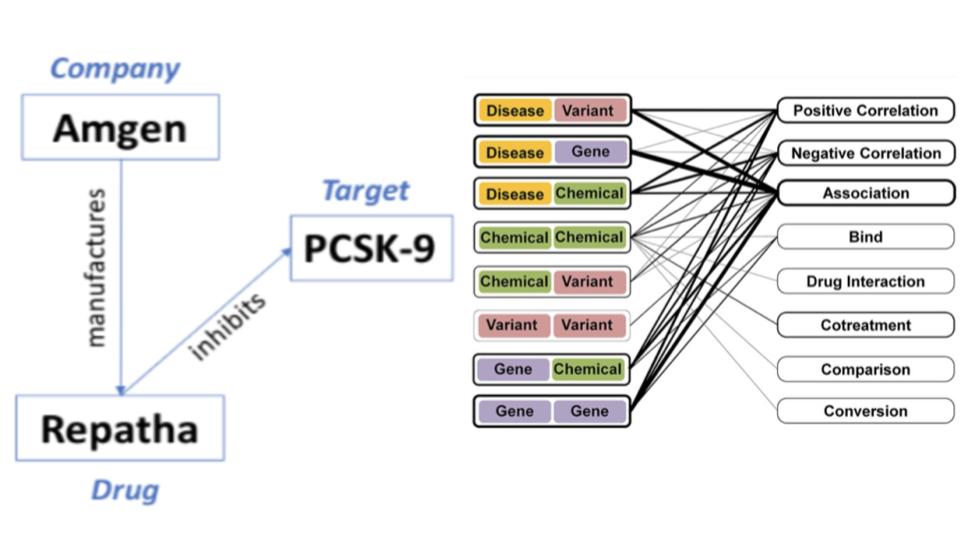 Company
Amgen
manufactures
Target
PCSK-9
inhibits
Repatha
Drug
Disease Variant
Disease Gene
Disease Chemical
Chemical Chemical
Chemical Variant
Variant Variant
Gene Chemical
Gene Gene
Positive Correlation
Negative Correlation
Association
Bind
Drug Interaction
Cotreatment
Comparison
Conversion